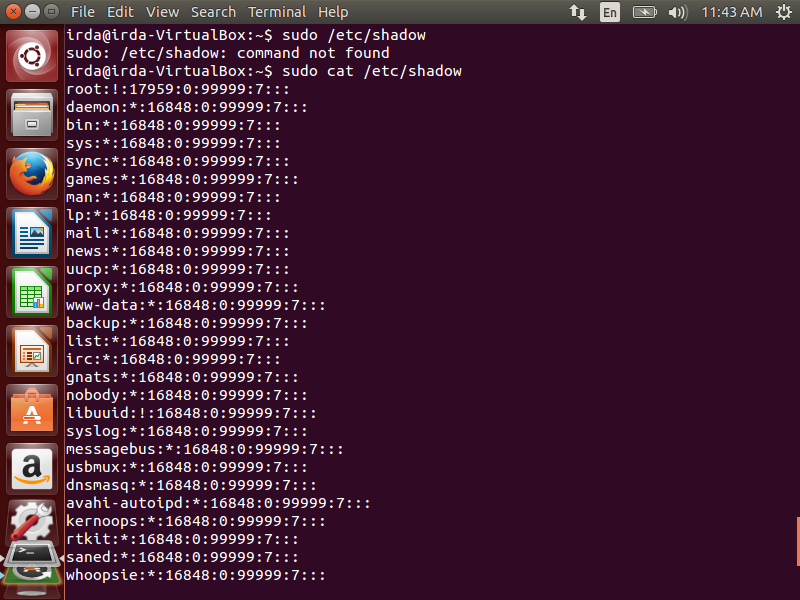 File Edit View Search Terminal Help En 11:43 AM
irda@irda-VirtualBox:~$ sudo /etc/shadow
sudo: /etc/shadow: command not found
irda@irda-VirtualBox:~$ sudo cat /etc/shadow
root:!:17959:0:99999:7:::
daemon:*:16848:0:99999:7:::
bin:*:16848:0:99999:7:::
sys:*:16848:0:99999:7:::
sync:*:16848:0:99999:7:::
games:*:16848:0:99999:7:::
man:*:16848:0:99999:7:::
lp:*:16848:0:99999:7:::
mail:*:16848:0:99999:7:::
news:*:16848:0:99999:7:::
uucp:*:16848:0:99999:7:::
proxy:*:16848:0:99999:7:::
www-data:*:16848:0:99999:7:::
backup:*:16848:0:99999:7:::
list:*:16848:0:99999:7:::
irc:*:16848:0:99999:7:::
gnats:*:16848:0:99999:7:::
nobody:*:16848:0:99999:7:::
libuuid:!:16848:0:99999:7:::
syslog:*:16848:0:99999:7:::
messagebus:*:16848:0:99999:7:::
usbmux:*:16848:0:99999:7:::
dnsmasq:*:16848:0:99999:7:::
avahi-autoipd:*:16848:0:99999:7:::
kernoops:*:16848:0:99999:7:::
rtkit:*:16848:0:99999:7:::
saned:*:16848:0:99999:7:::
whoopsie:*:16848:0:99999:7:::